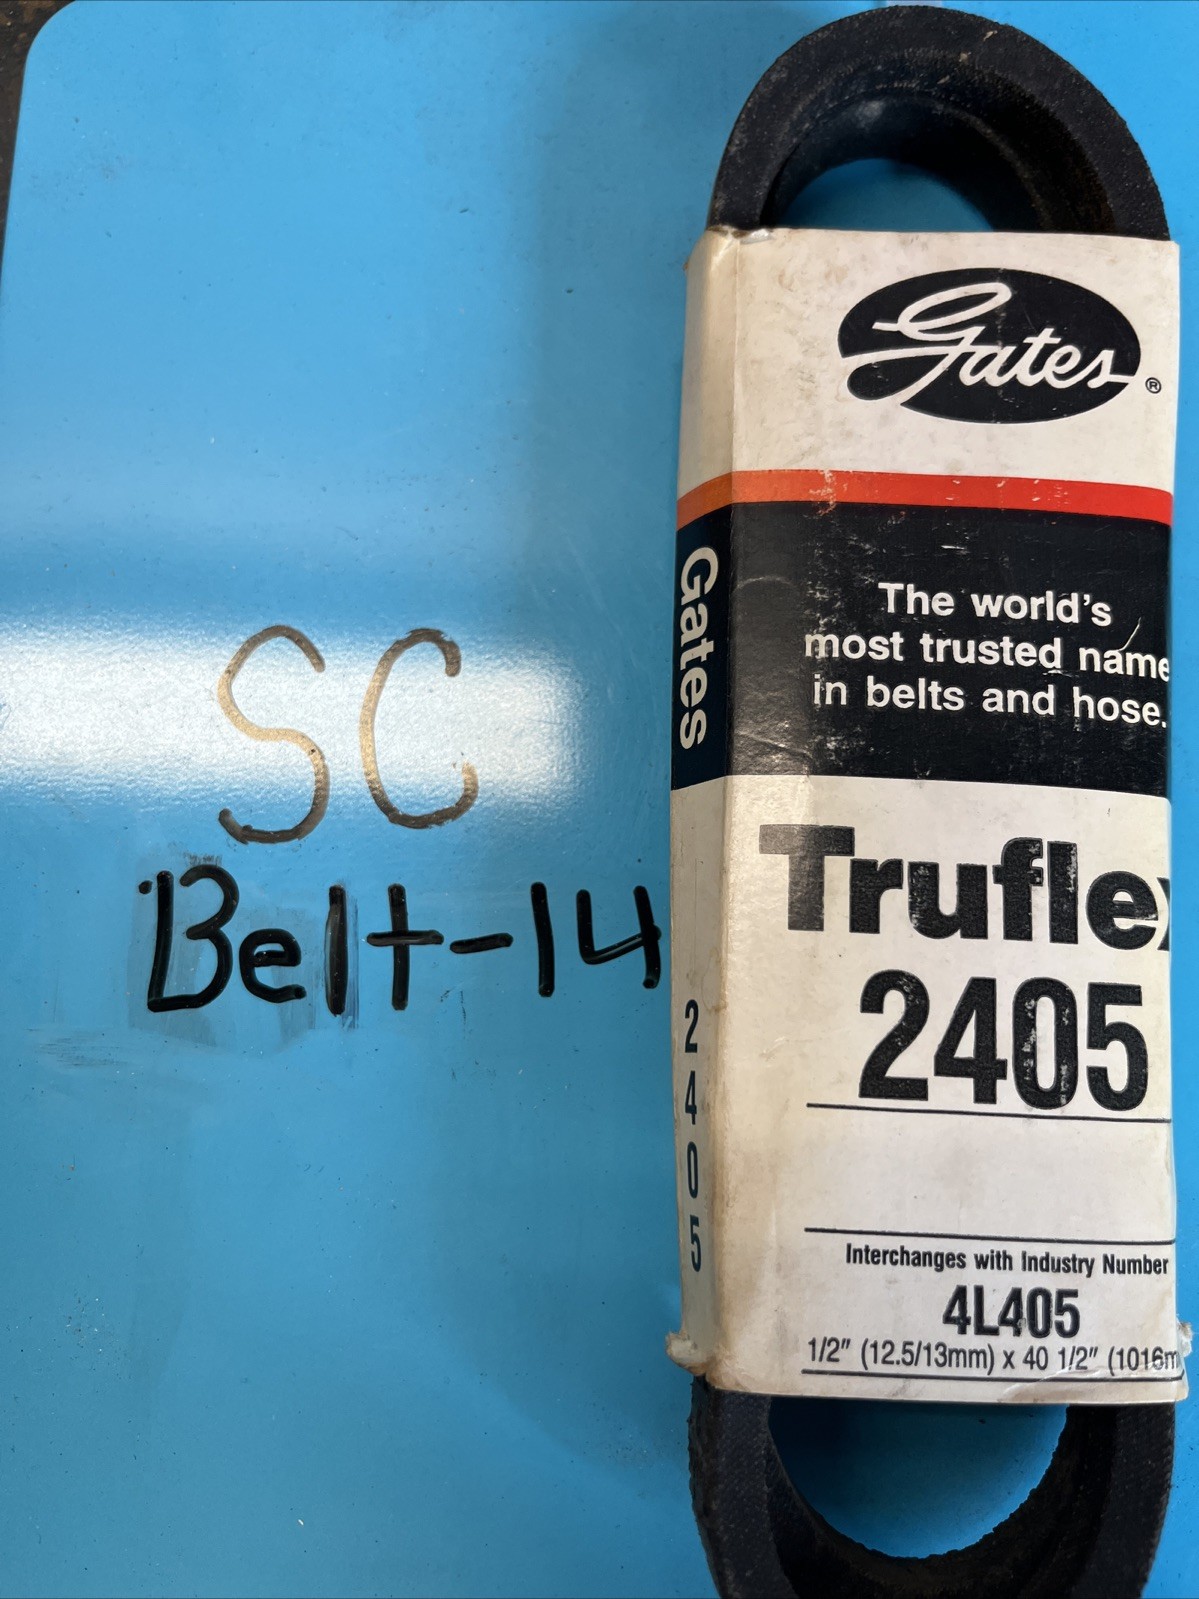 SC
Belt-14
Gates®
Gates
The world's
most trusted name
in belts and hose.
Truflex
2405
2405
Interchanges with Industry Number
4L405
1/2" (12.5/13mm) x 40 1/2" (1016m